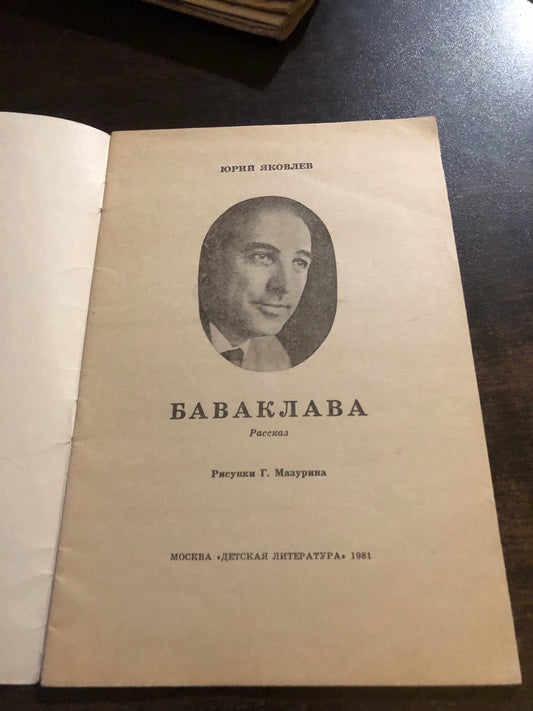 ЮРИЙ ЯКОВЛЕВ
БАВАКЛАВА
Рассказ
Рисунки Г. Мазурина
МОСКВА «ДЕТСКАЯ ЛИТЕРАТУРА» 1981